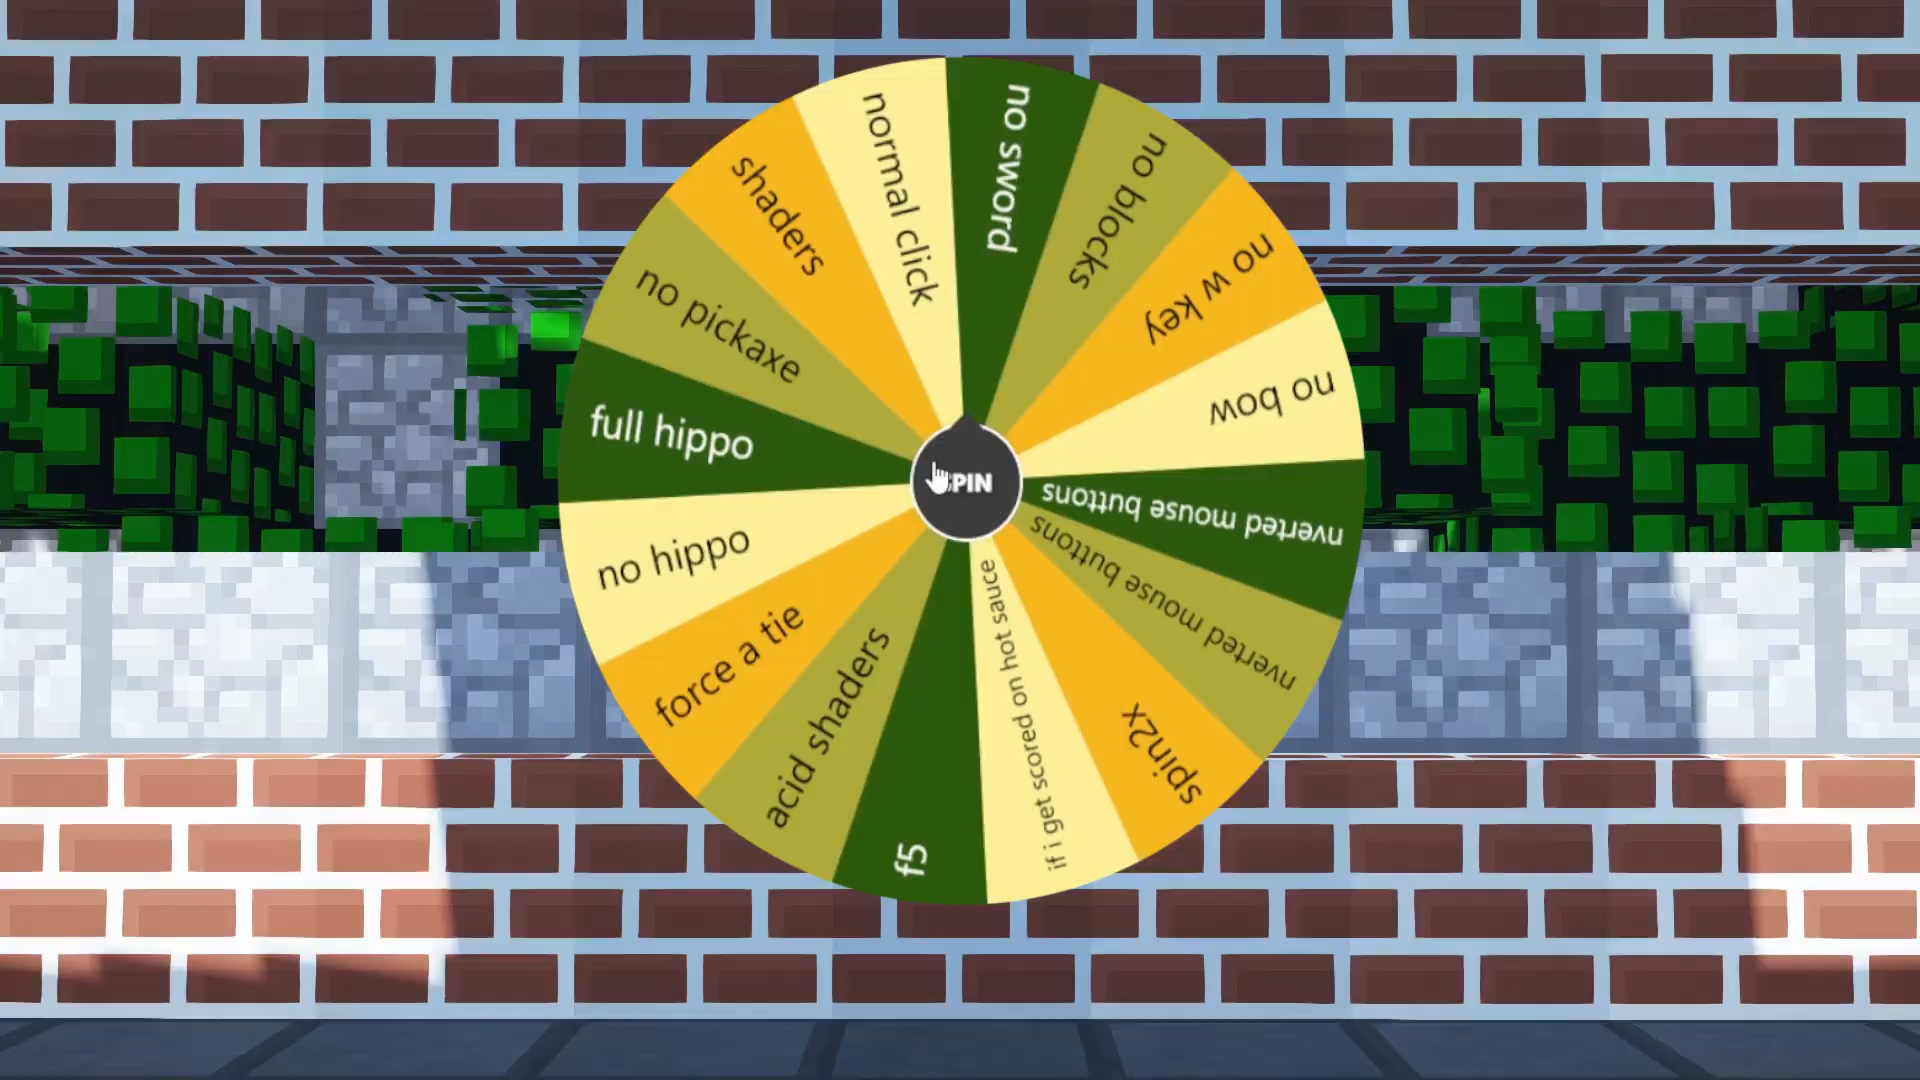 no sword
no blocks
no w key
no bow
nverted mouse buttons
nverted mouse buttons
spin2x
if i get scored on hot sauce
f5
acid shaders
force a tie
no hippo
full hippo
no pickaxe
shaders
normal click
SPIN